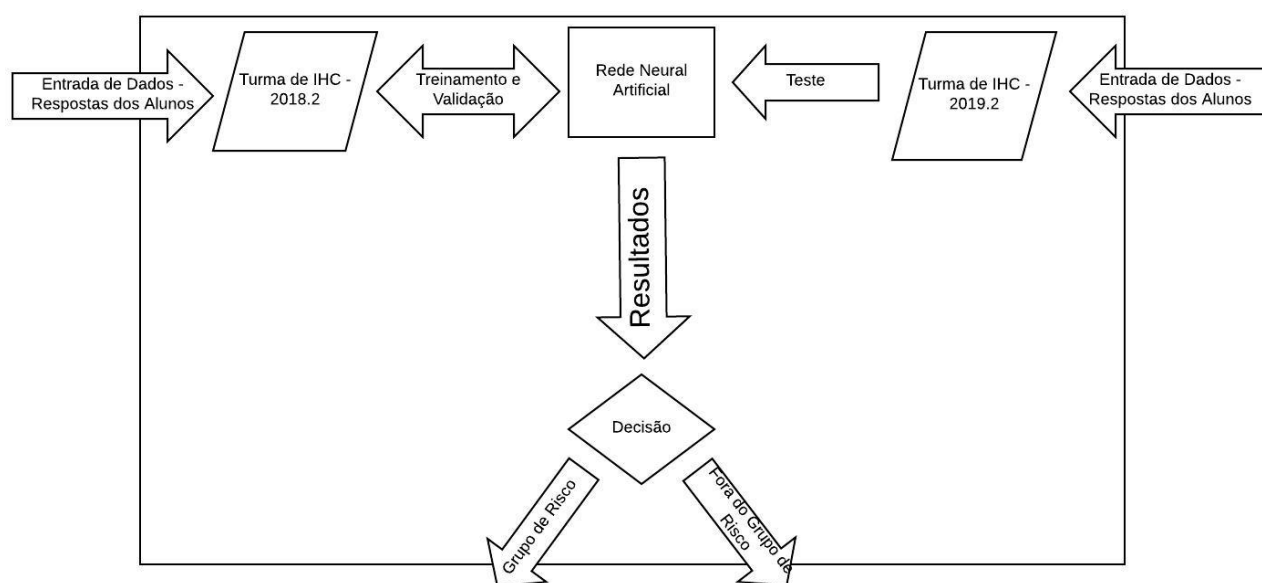 Entrada de Dados -
Respostas dos Alunos
Turma de IHC -
2018.2
Treinamento e
Validação
Rede Neural
Artificial
Teste
Turma de IHC -
2019.2
Entrada de Dados -
Respostas dos Alunos
Resultados
Decisão
Grupo de Risco
Fora do Grupo de
Risco